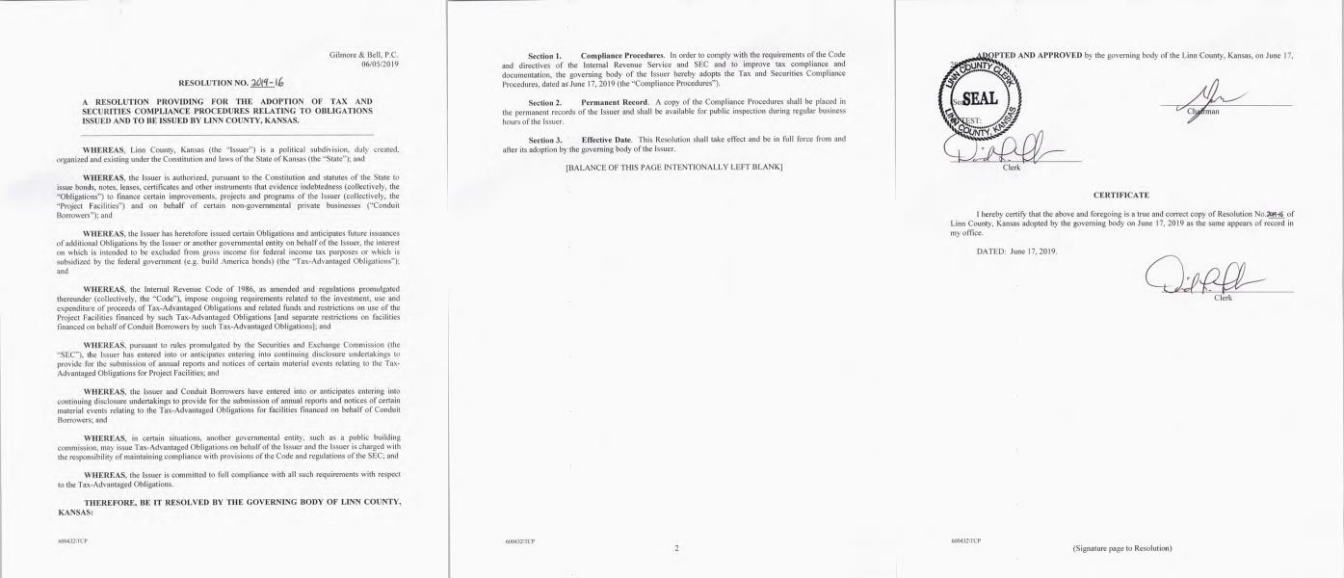 Gilmore & Bell, P.C.
06/05/2019
RESOLUTION NO. 2019-16
A RESOLUTION PROVIDING FOR THE ADOPTION OF TAX AND
SECURITIES COMPLIANCE PROCEDURES RELATING TO OBLIGATIONS
ISSUED AND TO BE ISSUED BY LINN COUNTY, KANSAS.
WHEREAS, Linn County, Kansas (the “Issuer”) is a political subdivision, duly created,
organized and existing under the Constitution and laws of the State of Kansas (the “State”); and
WHEREAS, the Issuer is authorized, pursuant to the Constitution and statutes of the State to
issue bonds, notes, leases, certificates and other instruments that evidence indebtedness (collectively, the
“Obligations”) to finance certain improvements, projects and programs of the Issuer (collectively, the
“Project Facilities”) and on behalf of certain non-governmental private businesses (“Conduit
Borrowers”); and
WHEREAS, the Issuer has heretofore issued certain Obligations and anticipates future issuances
of additional Obligations by the Issuer or another governmental entity on behalf of the Issuer, the interest
on which is intended to be excluded from gross income for federal income tax purposes or which is
subsidized by the federal government (e.g. build America bonds) (the “Tax-Advantaged Obligations”);
and
WHEREAS, the Internal Revenue Code of 1986, as amended and regulations promulgated
thereunder (collectively, the “Code”), impose ongoing requirements related to the investment, use and
expenditure of proceeds of Tax-Advantaged Obligations and related funds and restrictions on use of the
Project Facilities financed by such Tax-Advantaged Obligations [and separate restrictions on facilities
financed on behalf of Conduit Borrowers by such Tax-Advantaged Obligations]; and
WHEREAS, pursuant to rules promulgated by the Securities and Exchange Commission (the
“SEC”), the Issuer has entered into or anticipates entering into continuing disclosure undertakings to
provide for the submission of annual reports and notices of certain material events relating to the Tax-
Advantaged Obligations for Project Facilities; and
WHEREAS, the Issuer and Conduit Borrowers have entered into or anticipates entering into
continuing disclosure undertakings to provide for the submission of annual reports and notices of certain
material events relating to the Tax-Advantaged Obligations for facilities financed on behalf of Conduit
Borrowers; and
WHEREAS, in certain situations, another governmental entity, such as a public building
commission, may issue Tax-Advantaged Obligations on behalf of the Issuer and the Issuer is charged with
the responsibility of maintaining compliance with provisions of the Code and regulations of the SEC; and
WHEREAS, the Issuer is committed to full compliance with all such requirements with respect
to the Tax-Advantaged Obligations.
THEREFORE, BE IT RESOLVED BY THE GOVERNING BODY OF LINN COUNTY,
KANSAS:
600432\TCP
Section 1. Compliance Procedures. In order to comply with the requirements of the Code
and directives of the Internal Revenue Service and SEC and to improve tax compliance and
documentation, the governing body of the Issuer hereby adopts the Tax and Securities Compliance
Procedures, dated as June 17, 2019 (the “Compliance Procedures”).
Section 2. Permanent Record. A copy of the Compliance Procedures shall be placed in
the permanent records of the Issuer and shall be available for public inspection during regular business
hours of the Issuer.
Section 3. Effective Date. This Resolution shall take effect and be in full force from and
after its adoption by the governing body of the Issuer.
[BALANCE OF THIS PAGE INTENTIONALLY LEFT BLANK]
600432\TCP
2
ADOPTED AND APPROVED by the governing body of the Linn County, Kansas, on June 17,
LINN COUNTY CLERK
SEAL
LINN COUNTY, KANSAS
Chairman
Clerk
CERTIFICATE
I hereby certify that the above and foregoing is a true and correct copy of Resolution No. 2019-16 of
Linn County, Kansas adopted by the governing body on June 17, 2019 as the same appears of record in
my office.
DATED: June 17, 2019.
Clerk
600432\TCP
(Signature page to Resolution)